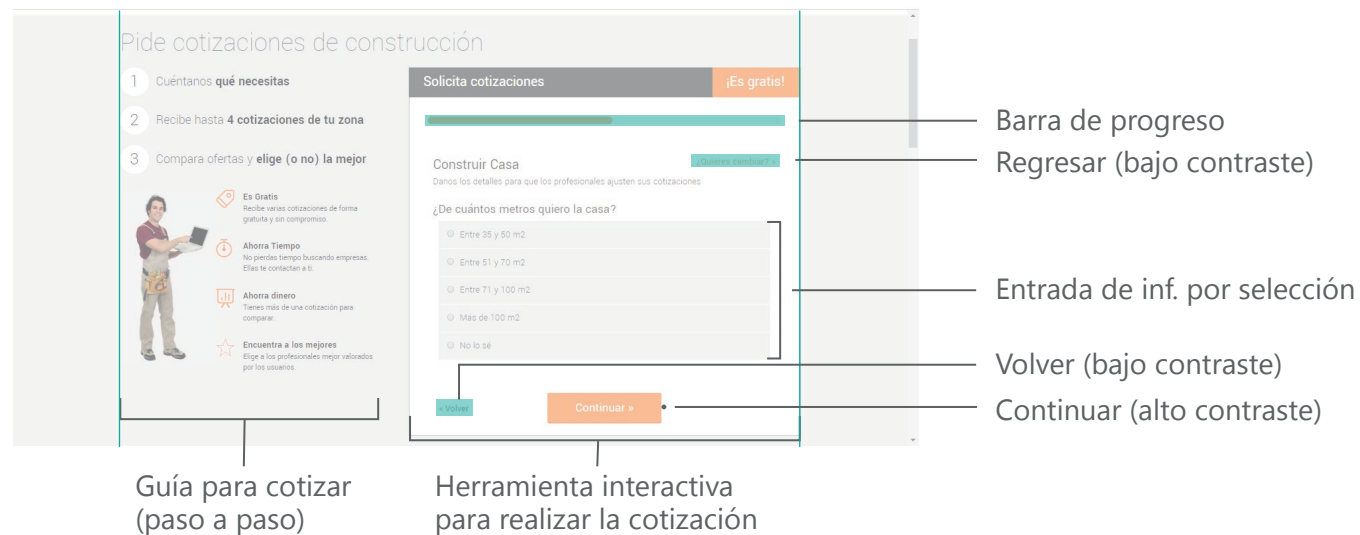 Pide cotizaciones de construcción
1 Cuéntanos qué necesitas
2 Recibe hasta 4 cotizaciones de tu zona
3 Compara ofertas y elige (o no) la mejor
Es Gratis
Recibe varias cotizaciones de forma
gratuita y sin compromiso.
Ahorra Tiempo
No pierdas tiempo buscando empresas.
Ellas te contactan a ti.
Ahorra dinero
Tienes más de una cotización para
comparar.
Encuentra a los mejores
Elige a los profesionales mejor valorados
por los usuarios.
Solicita cotizaciones
¡Es gratis!
Construir Casa
¿Quieres cambiar? »
Danos los detalles para que los profesionales ajusten sus cotizaciones
¿De cuántos metros quiero la casa?
Entre 35 y 50 m2
Entre 51 y 70 m2
Entre 71 y 100 m2
Más de 100 m2
No lo sé
« Volver
Continuar »
Barra de progreso
Regresar (bajo contraste)
Entrada de inf. por selección
Volver (bajo contraste)
Continuar (alto contraste)
Guía para cotizar
(paso a paso)
Herramienta interactiva
para realizar la cotización